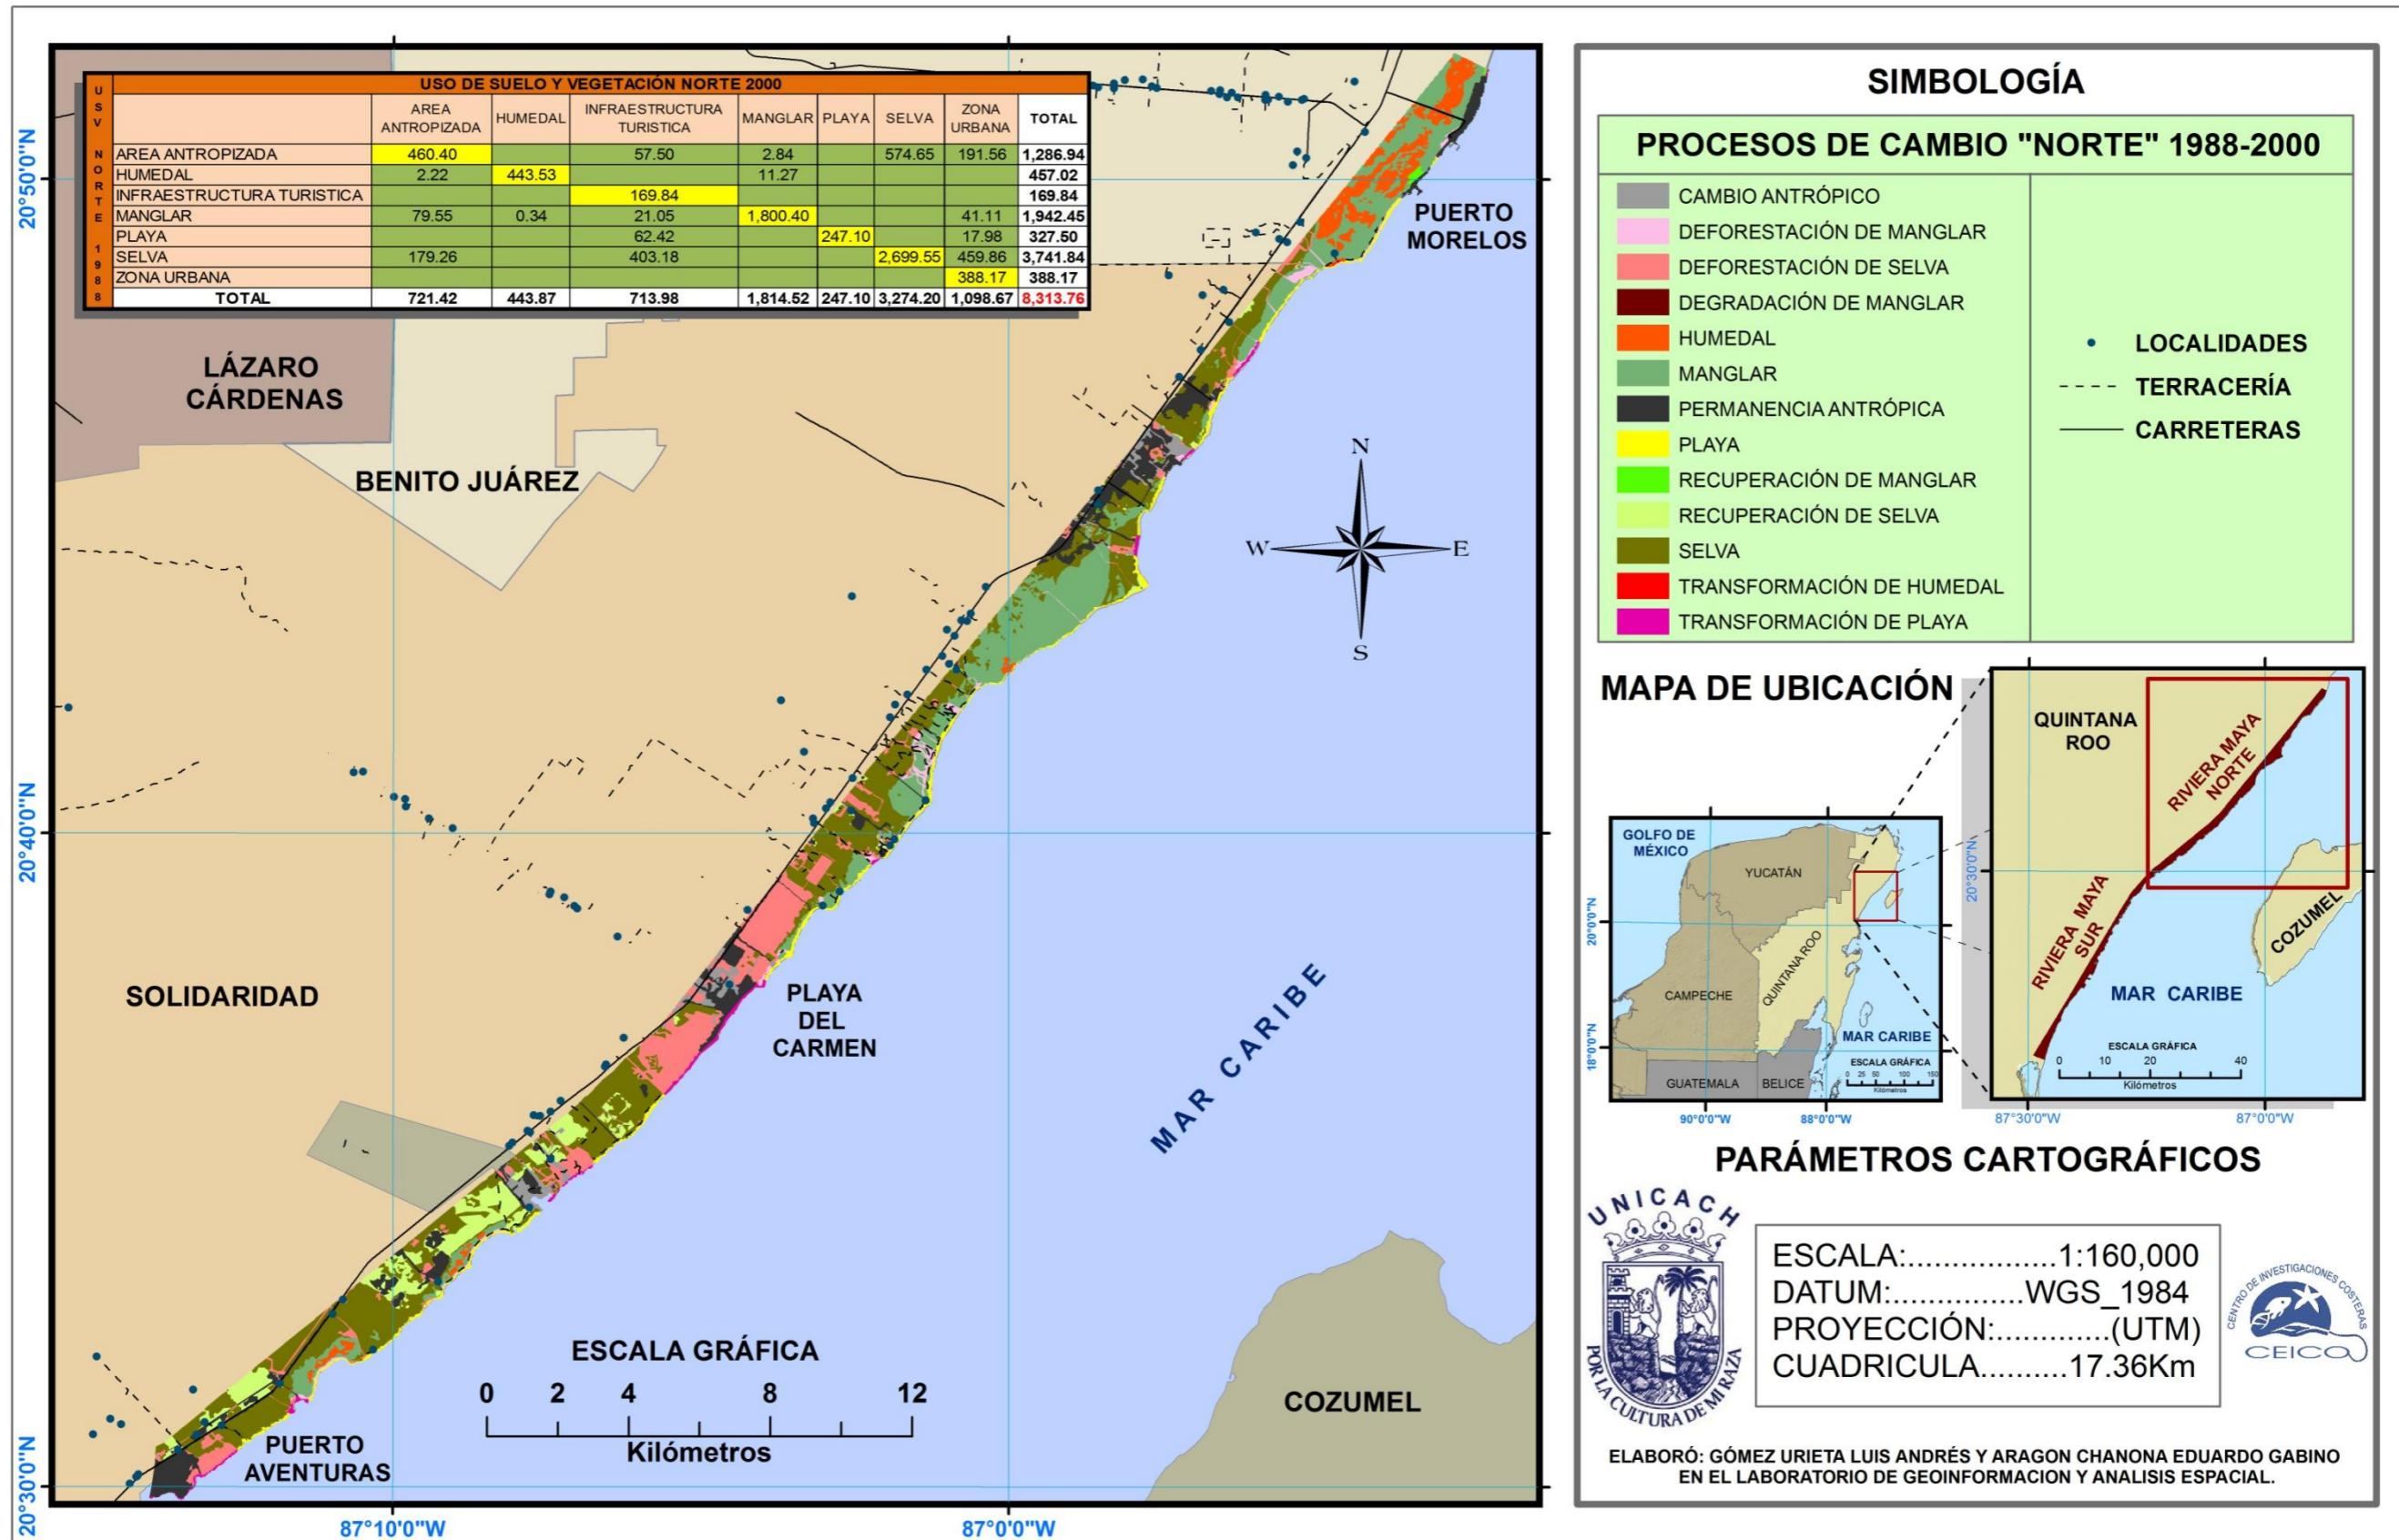 USV NORTE 1988
USO DE SUELO Y VEGETACIÓN NORTE 2000
AREA ANTROPIZADA HUMEDAL INFRAESTRUCTURA TURISTICA MANGLAR PLAYA SELVA ZONA URBANA TOTAL
AREA ANTROPIZADA 460.40 57.50 2.84 574.65 191.56 1,286.94
HUMEDAL 2.22 443.53 11.27 457.02
INFRAESTRUCTURA TURISTICA 169.84 169.84
MANGLAR 79.55 0.34 21.05 1,800.40 41.11 1,942.45
PLAYA 62.42 247.10 17.98 327.50
SELVA 179.26 403.18 2,699.55 459.86 3,741.84
ZONA URBANA 388.17 388.17
TOTAL 721.42 443.87 713.98 1,814.52 247.10 3,274.20 1,098.67 8,313.76
20°50'0"N
20°40'0"N
20°30'0"N
87°10'0"W
87°0'0"W
LÁZARO
CÁRDENAS
BENITO JUÁREZ
SOLIDARIDAD
PUERTO
MORELOS
PLAYA
DEL
CARMEN
PUERTO
AVENTURAS
MAR CARIBE
COZUMEL
N
W
E
S
ESCALA GRÁFICA
0 2 4 8 12
Kilómetros
SIMBOLOGÍA
PROCESOS DE CAMBIO "NORTE" 1988-2000
CAMBIO ANTRÓPICO
DEFORESTACIÓN DE MANGLAR
DEFORESTACIÓN DE SELVA
DEGRADACIÓN DE MANGLAR
HUMEDAL
MANGLAR
PERMANENCIA ANTRÓPICA
PLAYA
RECUPERACIÓN DE MANGLAR
RECUPERACIÓN DE SELVA
SELVA
TRANSFORMACIÓN DE HUMEDAL
TRANSFORMACIÓN DE PLAYA
LOCALIDADES
TERRACERÍA
CARRETERAS
MAPA DE UBICACIÓN
GOLFO DE
MÉXICO
YUCATÁN
CAMPECHE
QUINTANA ROO
GUATEMALA
BELICE
MAR CARIBE
ESCALA GRÁFICA
0 25 50 100 150
Kilómetros
20°0'0"N
18°0'0"N
90°0'0"W
88°0'0"W
QUINTANA
ROO
RIVIERA MAYA
NORTE
RIVIERA MAYA
SUR
COZUMEL
MAR CARIBE
ESCALA GRÁFICA
0 10 20 40
Kilómetros
20°30'0"N
87°30'0"W
87°0'0"W
PARÁMETROS CARTOGRÁFICOS
UNICACH
POR LA CULTURA DE MI RAZA
ESCALA:.................1:160,000
DATUM:..............WGS_1984
PROYECCIÓN:.............(UTM)
CUADRICULA..........17.36Km
CENTRO DE INVESTIGACIONES COSTERAS
CEICO
ELABORÓ: GÓMEZ URIETA LUIS ANDRÉS Y ARAGON CHANONA EDUARDO GABINO
EN EL LABORATORIO DE GEOINFORMACION Y ANALISIS ESPACIAL.